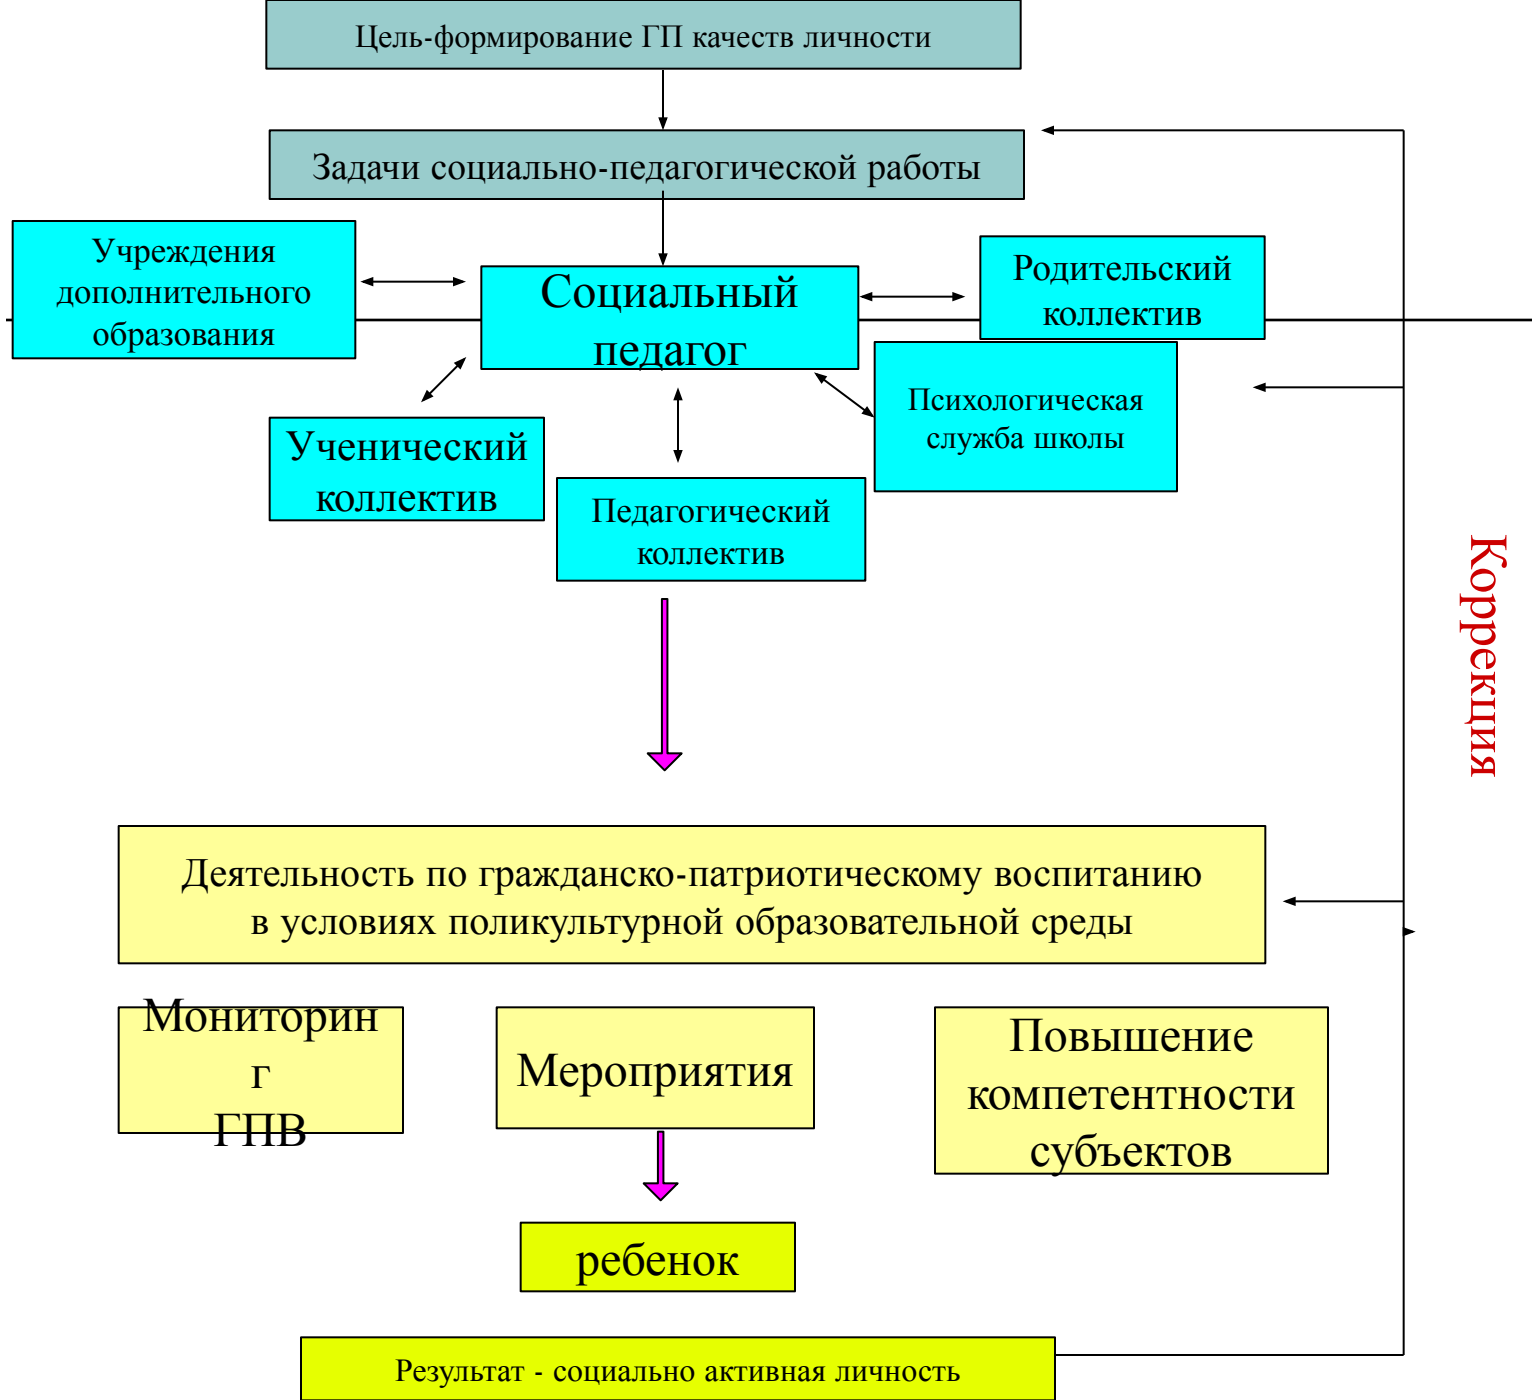 Цель-формирование ГП качеств личности
Задачи социально-педагогической работы
Учреждения
дополнительного
образования
Социальный
педагог
Родительский
коллектив
Психологическая
служба школы
Ученический
коллектив
Педагогический
коллектив
Коррекция
Деятельность по гражданско-патриотическому воспитанию
в условиях поликультурной образовательной среды
Мониторин
г
ГПВ
Мероприятия
Повышение
компетентности
субъектов
ребенок
Результат - социально активная личность